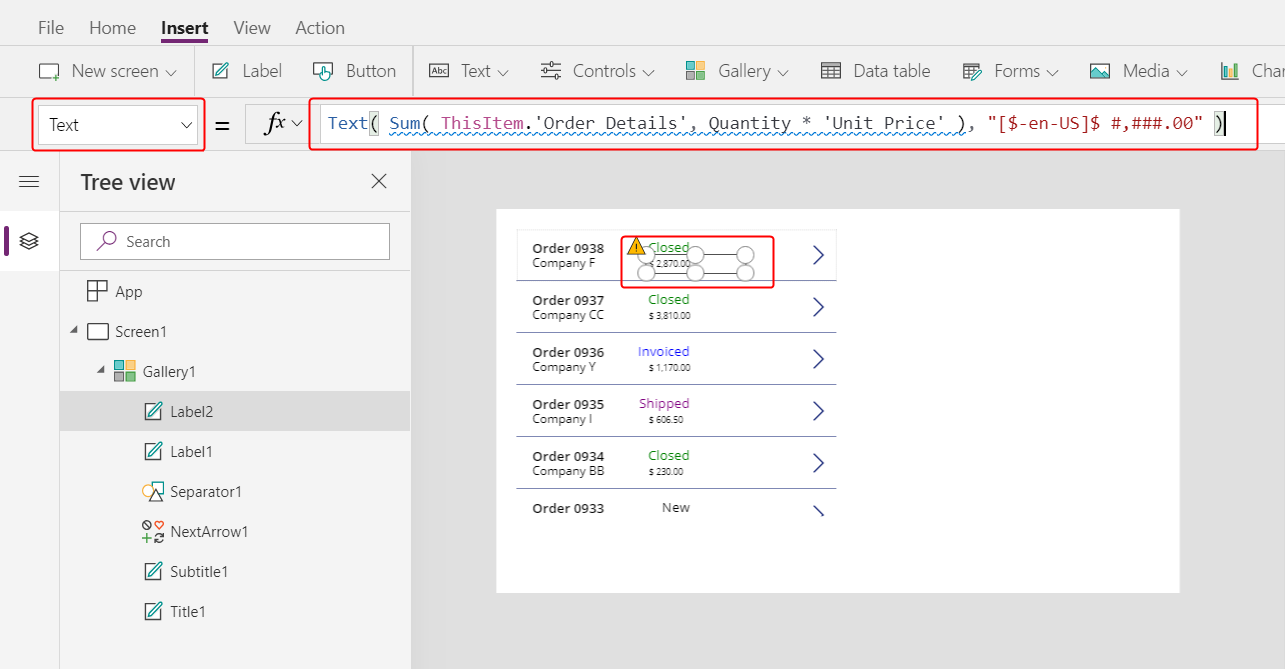 File Home Insert View Action
New screen Label Button Abc Text Controls Gallery Data table Forms Media Char
Text = fx Text( Sum( ThisItem.'Order Details', Quantity * 'Unit Price' ), "[$-en-US]$ #,###.00" )
Tree view
Search
App
Screen1
Gallery1
Label2
Label1
Separator1
NextArrow1
Subtitle1
Title1
Order 0938 Closed
Company F $ 2,870.00
Order 0937 Closed
Company CC $ 3,810.00
Order 0936 Invoiced
Company Y $ 1,170.00
Order 0935 Shipped
Company I $ 606.50
Order 0934 Closed
Company BB $ 230.00
Order 0933 New